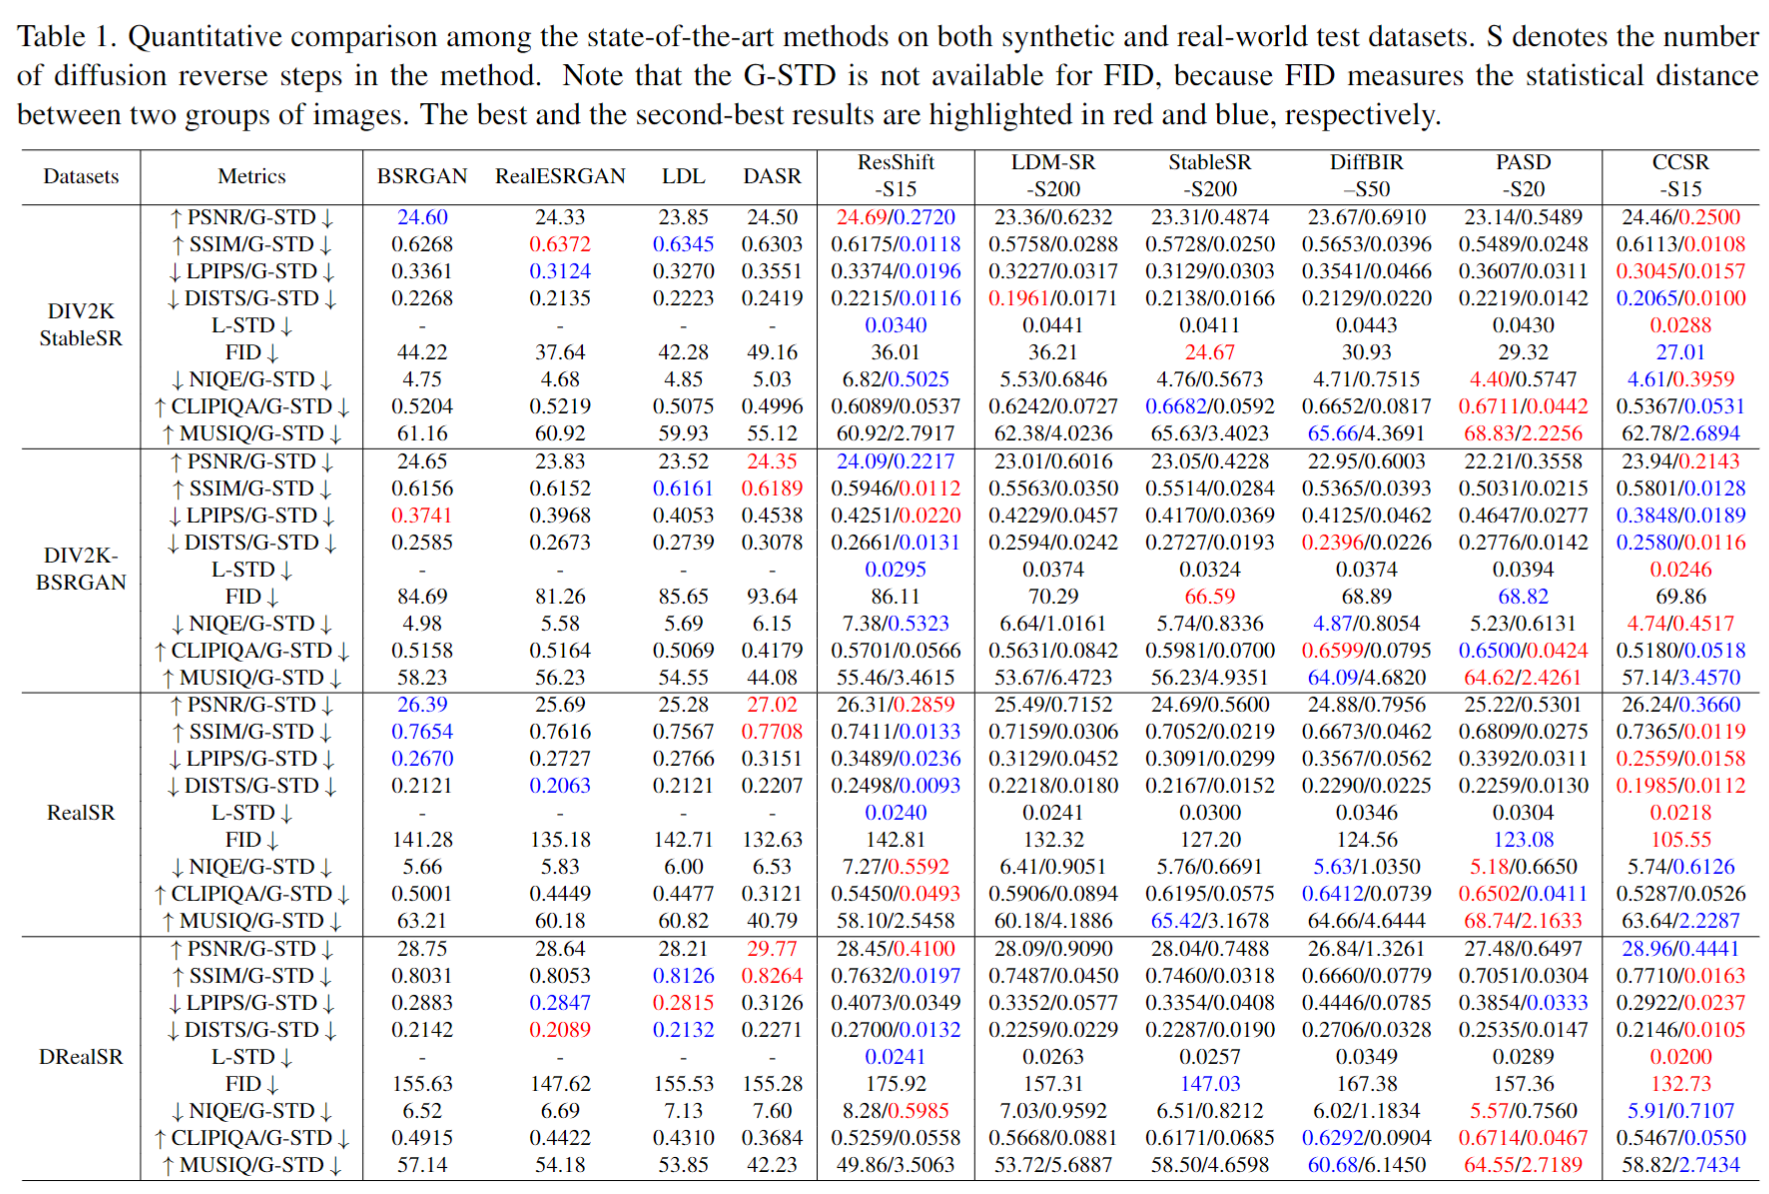 Table 1. Quantitative comparison among the state-of-the-art methods on both synthetic and real-world test datasets. S denotes the number
of diffusion reverse steps in the method. Note that the G-STD is not available for FID, because FID measures the statistical distance
between two groups of images. The best and the second-best results are highlighted in red and blue, respectively.
Datasets Metrics BSRGAN RealESRGAN LDL DASR ResShift -S15 LDM-SR -S200 StableSR -S200 DiffBIR –S50 PASD -S20 CCSR -S15
DIV2K StableSR
↑ PSNR/G-STD ↓ 24.60 24.33 23.85 24.50 24.69/0.2720 23.36/0.6232 23.31/0.4874 23.67/0.6910 23.14/0.5489 24.46/0.2500
↑ SSIM/G-STD ↓ 0.6268 0.6372 0.6345 0.6303 0.6175/0.0118 0.5758/0.0288 0.5728/0.0250 0.5653/0.0396 0.5489/0.0248 0.6113/0.0108
↓ LPIPS/G-STD ↓ 0.3361 0.3124 0.3270 0.3551 0.3374/0.0196 0.3227/0.0317 0.3129/0.0303 0.3541/0.0466 0.3607/0.0311 0.3045/0.0157
↓ DISTS/G-STD ↓ 0.2268 0.2135 0.2223 0.2419 0.2215/0.0116 0.1961/0.0171 0.2138/0.0166 0.2129/0.0220 0.2219/0.0142 0.2065/0.0100
L-STD ↓ - - - - 0.0340 0.0441 0.0411 0.0443 0.0430 0.0288
FID ↓ 44.22 37.64 42.28 49.16 36.01 36.21 24.67 30.93 29.32 27.01
↓ NIQE/G-STD ↓ 4.75 4.68 4.85 5.03 6.82/0.5025 5.53/0.6846 4.76/0.5673 4.71/0.7515 4.40/0.5747 4.61/0.3959
↑ CLIPIQA/G-STD ↓ 0.5204 0.5219 0.5075 0.4996 0.6089/0.0537 0.6242/0.0727 0.6682/0.0592 0.6652/0.0817 0.6711/0.0442 0.5367/0.0531
↑ MUSIQ/G-STD ↓ 61.16 60.92 59.93 55.12 60.92/2.7917 62.38/4.0236 65.63/3.4023 65.66/4.3691 68.83/2.2256 62.78/2.6894
DIV2K-BSRGAN
↑ PSNR/G-STD ↓ 24.65 23.83 23.52 24.35 24.09/0.2217 23.01/0.6016 23.05/0.4228 22.95/0.6003 22.21/0.3558 23.94/0.2143
↑ SSIM/G-STD ↓ 0.6156 0.6152 0.6161 0.6189 0.5946/0.0112 0.5563/0.0350 0.5514/0.0284 0.5365/0.0393 0.5031/0.0215 0.5801/0.0128
↓ LPIPS/G-STD ↓ 0.3741 0.3968 0.4053 0.4538 0.4251/0.0220 0.4229/0.0457 0.4170/0.0369 0.4125/0.0462 0.4647/0.0277 0.3848/0.0189
↓ DISTS/G-STD ↓ 0.2585 0.2673 0.2739 0.3078 0.2661/0.0131 0.2594/0.0242 0.2727/0.0193 0.2396/0.0226 0.2776/0.0142 0.2580/0.0116
L-STD ↓ - - - - 0.0295 0.0374 0.0324 0.0374 0.0394 0.0246
FID ↓ 84.69 81.26 85.65 93.64 86.11 70.29 66.59 68.89 68.82 69.86
↓ NIQE/G-STD ↓ 4.98 5.58 5.69 6.15 7.38/0.5323 6.64/1.0161 5.74/0.8336 4.87/0.8054 5.23/0.6131 4.74/0.4517
↑ CLIPIQA/G-STD ↓ 0.5158 0.5164 0.5069 0.4179 0.5701/0.0566 0.5631/0.0842 0.5981/0.0700 0.6599/0.0795 0.6500/0.0424 0.5180/0.0518
↑ MUSIQ/G-STD ↓ 58.23 56.23 54.55 44.08 55.46/3.4615 53.67/6.4723 56.23/4.9351 64.09/4.6820 64.62/2.4261 57.14/3.4570
RealSR
↑ PSNR/G-STD ↓ 26.39 25.69 25.28 27.02 26.31/0.2859 25.49/0.7152 24.69/0.5600 24.88/0.7956 25.22/0.5301 26.24/0.3660
↑ SSIM/G-STD ↓ 0.7654 0.7616 0.7567 0.7708 0.7411/0.0133 0.7159/0.0306 0.7052/0.0219 0.6673/0.0462 0.6809/0.0275 0.7365/0.0119
↓ LPIPS/G-STD ↓ 0.2670 0.2727 0.2766 0.3151 0.3489/0.0236 0.3129/0.0452 0.3091/0.0299 0.3567/0.0562 0.3392/0.0311 0.2559/0.0158
↓ DISTS/G-STD ↓ 0.2121 0.2063 0.2121 0.2207 0.2498/0.0093 0.2218/0.0180 0.2167/0.0152 0.2290/0.0225 0.2259/0.0130 0.1985/0.0112
L-STD ↓ - - - - 0.0240 0.0241 0.0300 0.0346 0.0304 0.0218
FID ↓ 141.28 135.18 142.71 132.63 142.81 132.32 127.20 124.56 123.08 105.55
↓ NIQE/G-STD ↓ 5.66 5.83 6.00 6.53 7.27/0.5592 6.41/0.9051 5.76/0.6691 5.63/1.0350 5.18/0.6650 5.74/0.6126
↑ CLIPIQA/G-STD ↓ 0.5001 0.4449 0.4477 0.3121 0.5450/0.0493 0.5906/0.0894 0.6195/0.0575 0.6412/0.0739 0.6502/0.0411 0.5287/0.0526
↑ MUSIQ/G-STD ↓ 63.21 60.18 60.82 40.79 58.10/2.5458 60.18/4.1886 65.42/3.1678 64.66/4.6444 68.74/2.1633 63.64/2.2287
DRealSR
↑ PSNR/G-STD ↓ 28.75 28.64 28.21 29.77 28.45/0.4100 28.09/0.9090 28.04/0.7488 26.84/1.3261 27.48/0.6497 28.96/0.4441
↑ SSIM/G-STD ↓ 0.8031 0.8053 0.8126 0.8264 0.7632/0.0197 0.7487/0.0450 0.7460/0.0318 0.6660/0.0779 0.7051/0.0304 0.7710/0.0163
↓ LPIPS/G-STD ↓ 0.2883 0.2847 0.2815 0.3126 0.4073/0.0349 0.3352/0.0577 0.3354/0.0408 0.4446/0.0785 0.3854/0.0333 0.2922/0.0237
↓ DISTS/G-STD ↓ 0.2142 0.2089 0.2132 0.2271 0.2700/0.0132 0.2259/0.0229 0.2287/0.0190 0.2706/0.0328 0.2535/0.0147 0.2146/0.0105
L-STD ↓ - - - - 0.0241 0.0263 0.0257 0.0349 0.0289 0.0200
FID ↓ 155.63 147.62 155.53 155.28 175.92 157.31 147.03 167.38 157.36 132.73
↓ NIQE/G-STD ↓ 6.52 6.69 7.13 7.60 8.28/0.5985 7.03/0.9592 6.51/0.8212 6.02/1.1834 5.57/0.7560 5.91/0.7107
↑ CLIPIQA/G-STD ↓ 0.4915 0.4422 0.4310 0.3684 0.5259/0.0558 0.5668/0.0881 0.6171/0.0685 0.6292/0.0904 0.6714/0.0467 0.5467/0.0550
↑ MUSIQ/G-STD ↓ 57.14 54.18 53.85 42.23 49.86/3.5063 53.72/5.6887 58.50/4.6598 60.68/6.1450 64.55/2.7189 58.82/2.7434